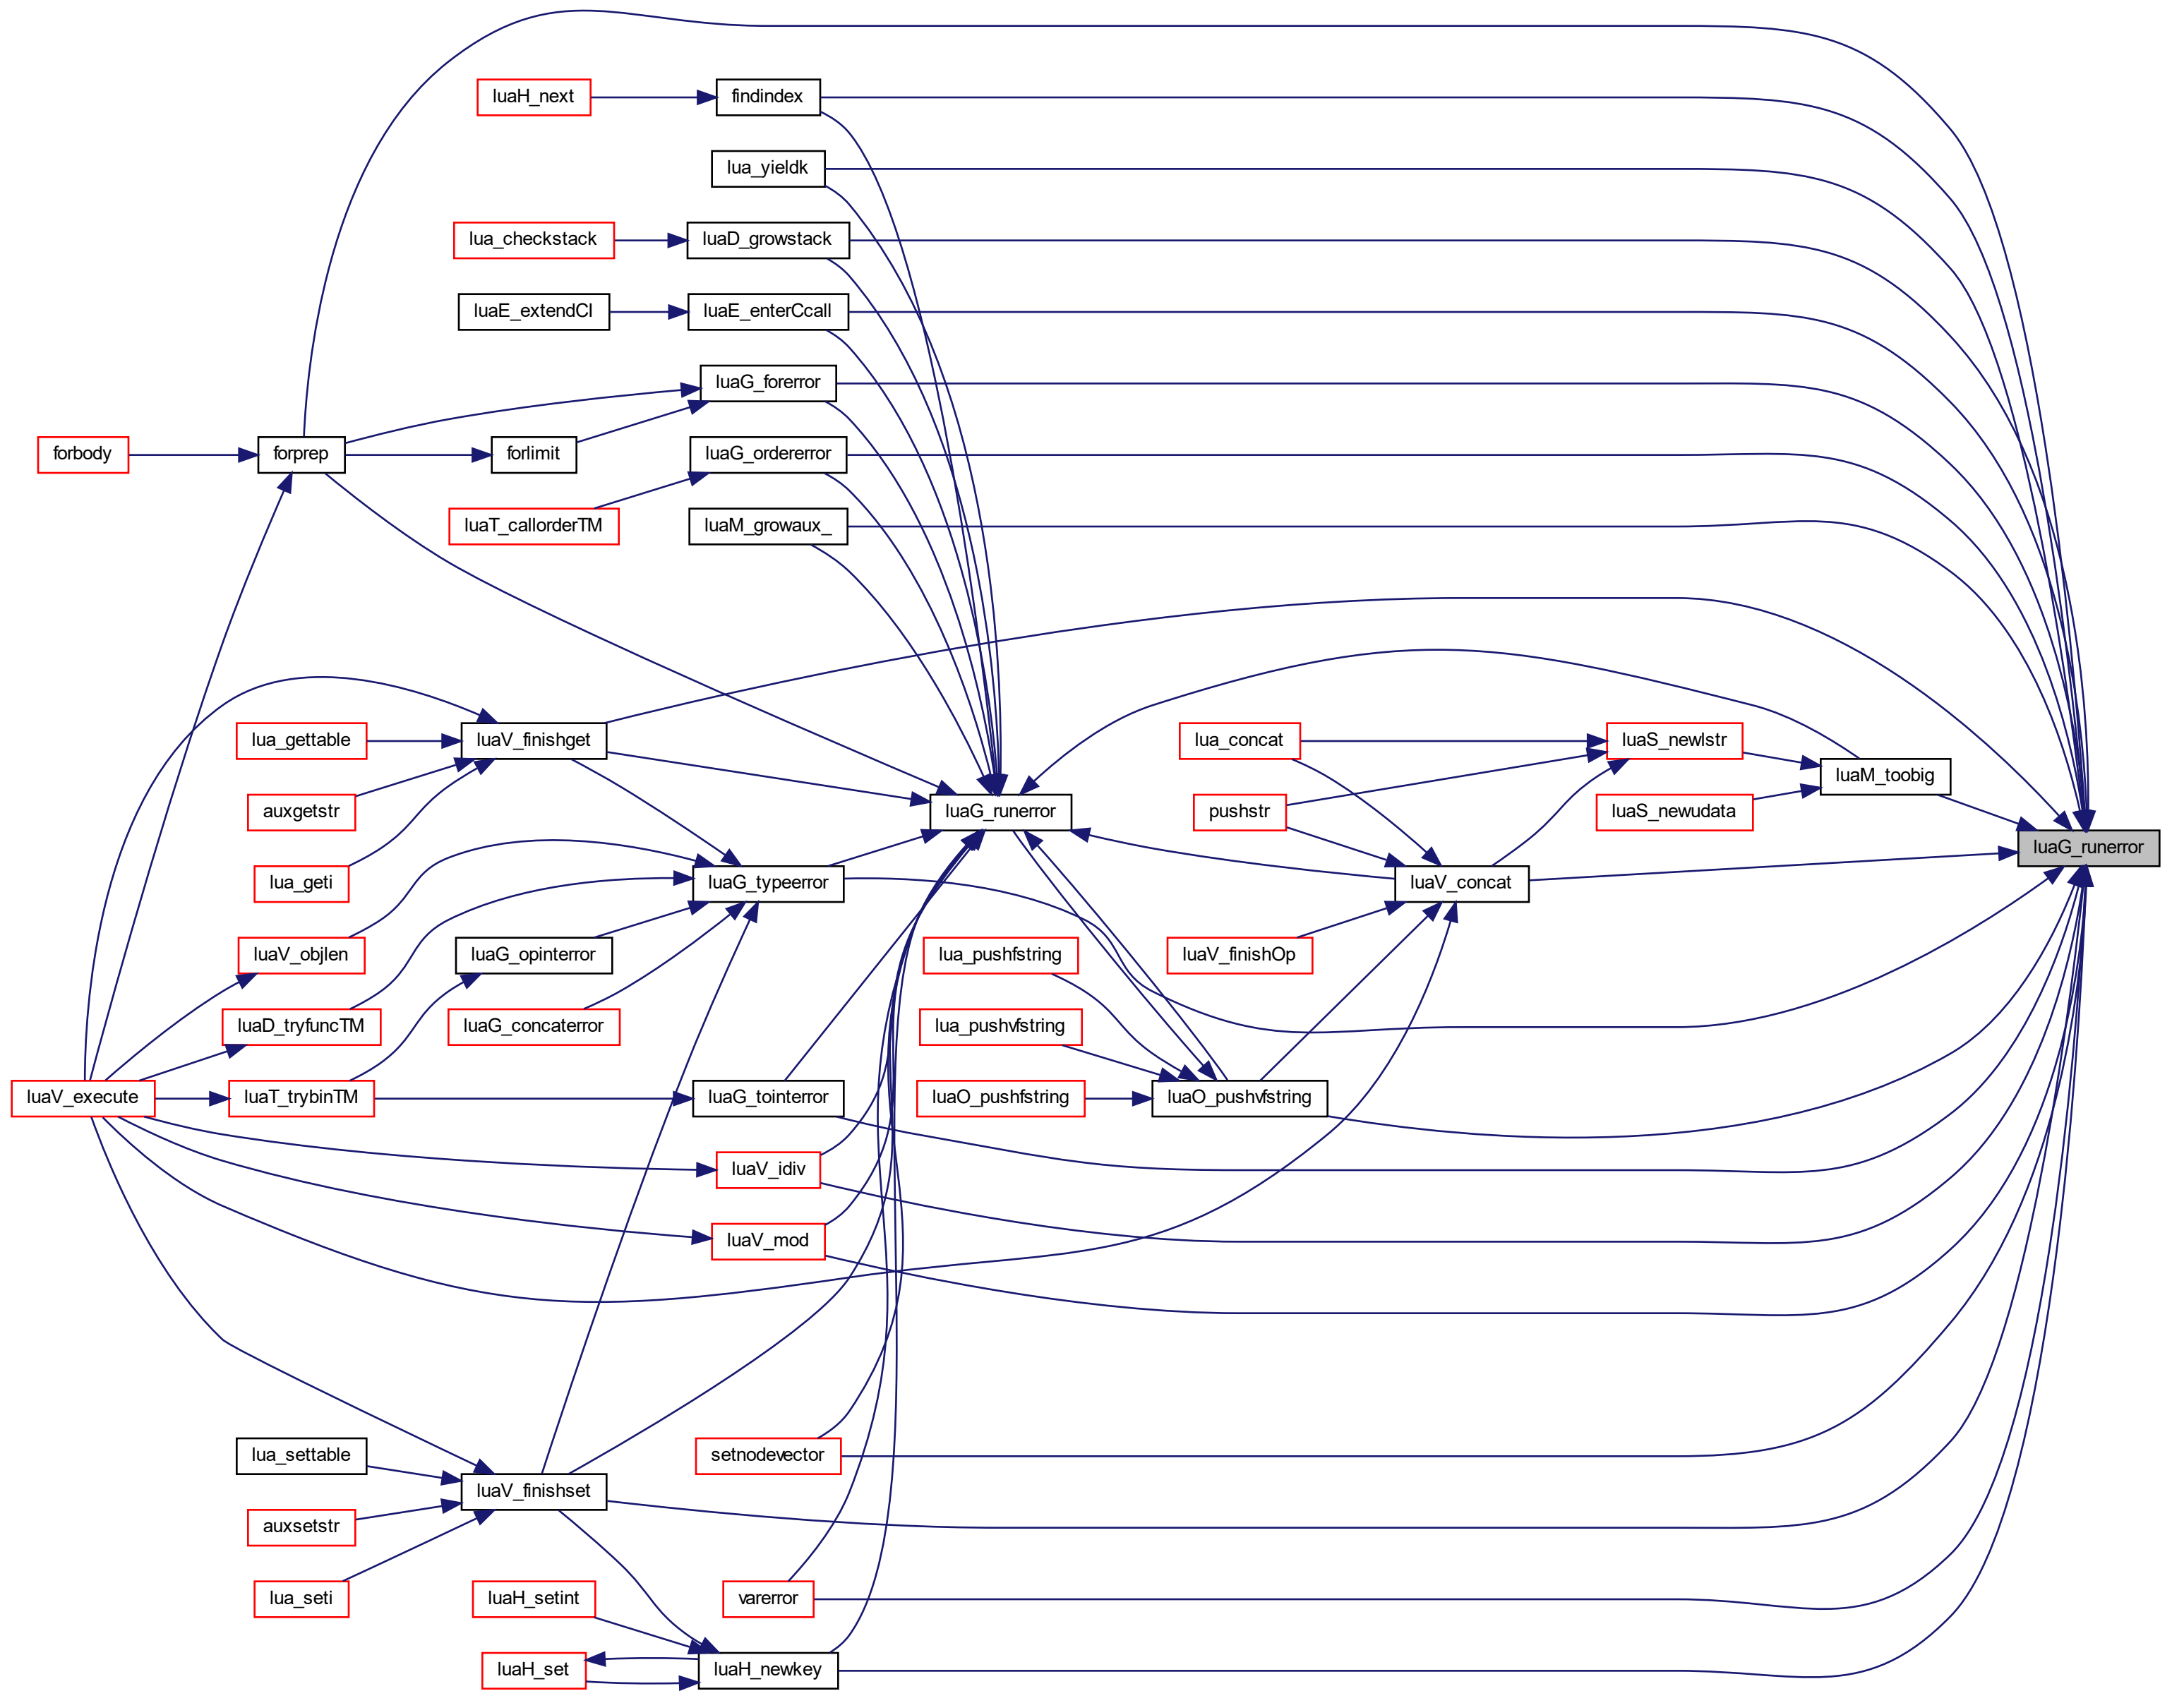 luaH_next
findindex
lua_yieldk
lua_checkstack
luaD_growstack
luaE_extendCI
luaE_enterCcall
luaG_forerror
forbody
forprep
forlimit
luaG_ordererror
luaT_callorderTM
luaM_growaux_
lua_gettable
luaV_finishget
lua_concat
luaS_newlstr
luaM_toobig
auxgetstr
luaG_runerror
pushstr
luaS_newudata
luaG_runerror
lua_geti
luaG_typeerror
luaV_concat
luaV_objlen
luaG_opinterror
lua_pushfstring
luaV_finishOp
luaD_tryfuncTM
luaG_concaterror
lua_pushvfstring
luaV_execute
luaT_trybinTM
luaG_tointerror
luaO_pushfstring
luaO_pushvfstring
luaV_idiv
luaV_mod
lua_settable
setnodevector
luaV_finishset
auxsetstr
lua_seti
luaH_setint
varerror
luaH_set
luaH_newkey